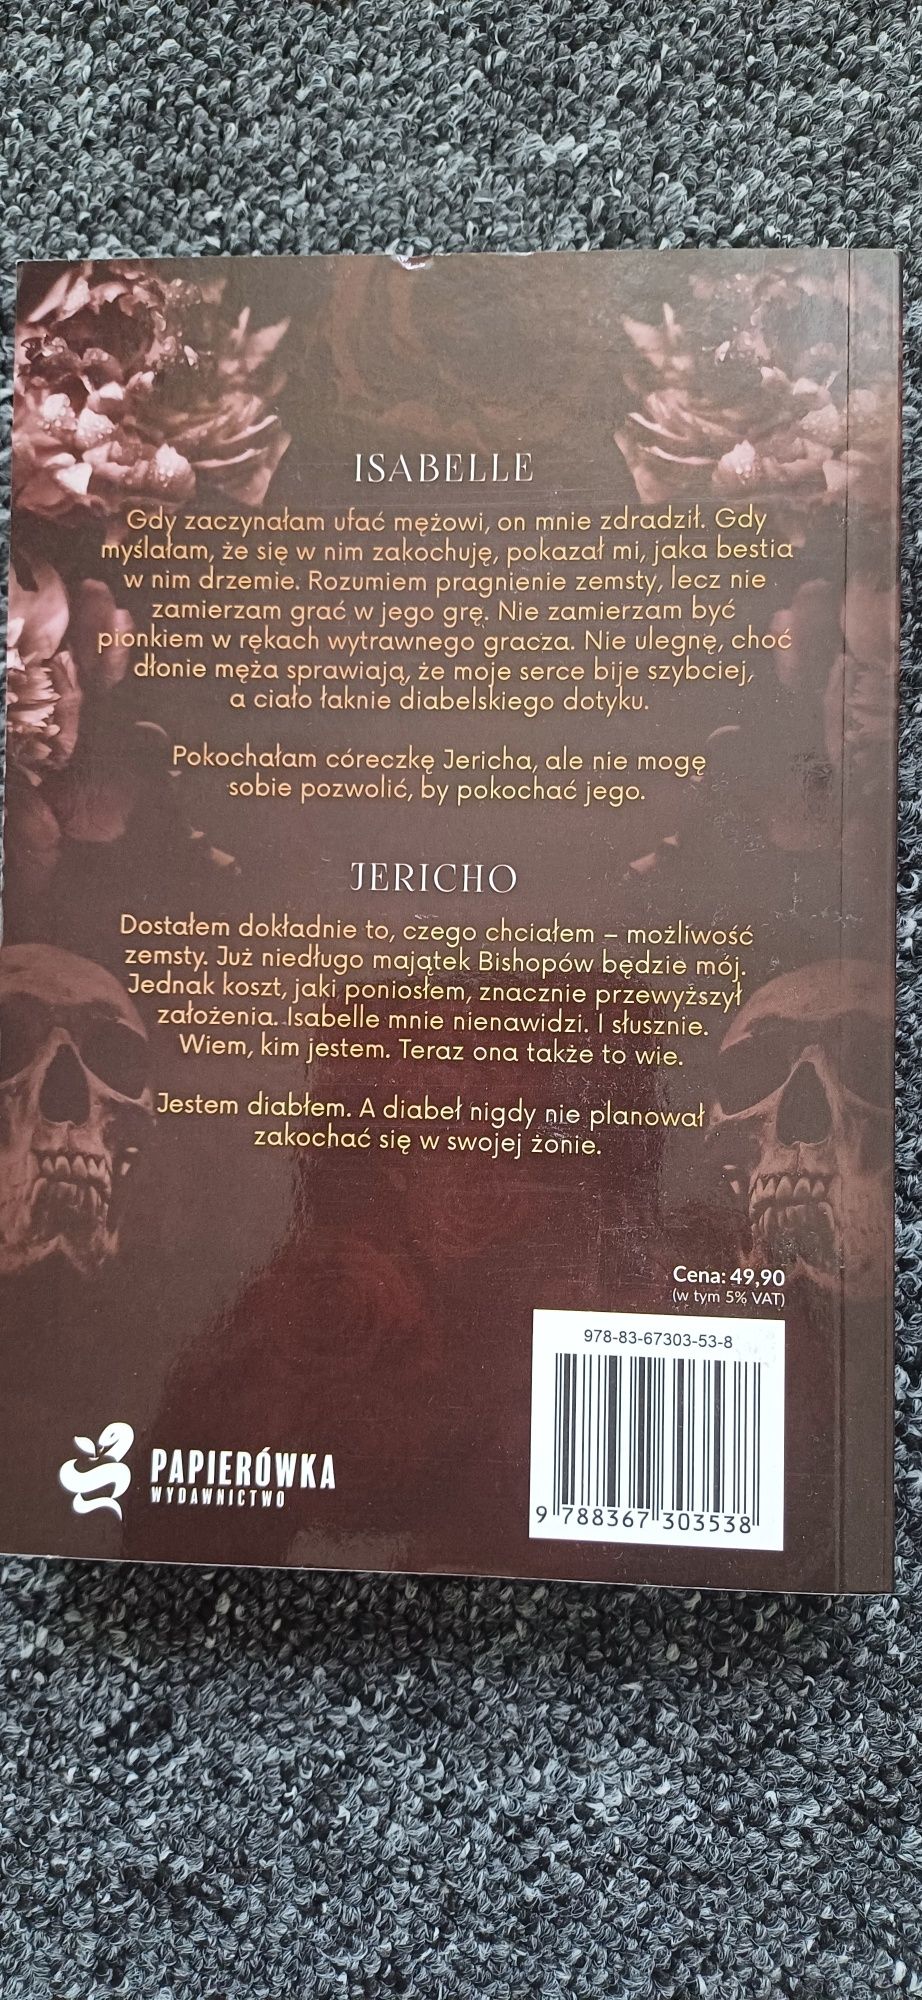 ISABELLE
Gdy zaczynałam ufać mężowi, on mnie zdradził. Gdy
myślałam, że się w nim zakochuję, pokazał mi, jaka bestia
w nim drzemie. Rozumiem pragnienie zemsty, lecz nie
zamierzam grać w jego grę. Nie zamierzam być
pionkiem w rękach wytrawnego gracza. Nie ulegnę, choć
dłonie męża sprawiają, że moje serce bije szybciej,
a ciało łaknie diabelskiego dotyku.
Pokochałam córeczkę Jericha, ale nie mogę
sobie pozwolić, by pokochać jego.
JERICHO
Dostałem dokładnie to, czego chciałem – możliwość
zemsty. Już niedługo majątek Bishopów będzie mój.
Jednak koszt, jaki poniosłem, znacznie przewyższył
założenia. Isabelle mnie nienawidzi. I słusznie.
Wiem, kim jestem. Teraz ona także to wie.
Jestem diabłem. A diabeł nigdy nie planował
zakochać się w swojej żonie.
Cena: 49,90
(w tym 5% VAT)
978-83-67303-53-8
9 788367 303538
PAPIERÓWKA
WYDAWNICTWO